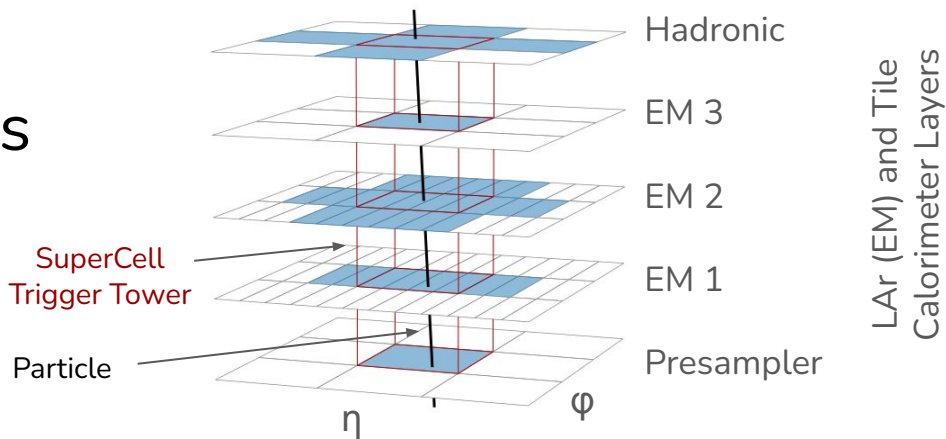 Hadronic
EM 3
s
EM 2
SuperCell
Trigger Tower
EM 1
Particle
Presampler
η
φ
LAr (EM) and Tile
Calorimeter Layers